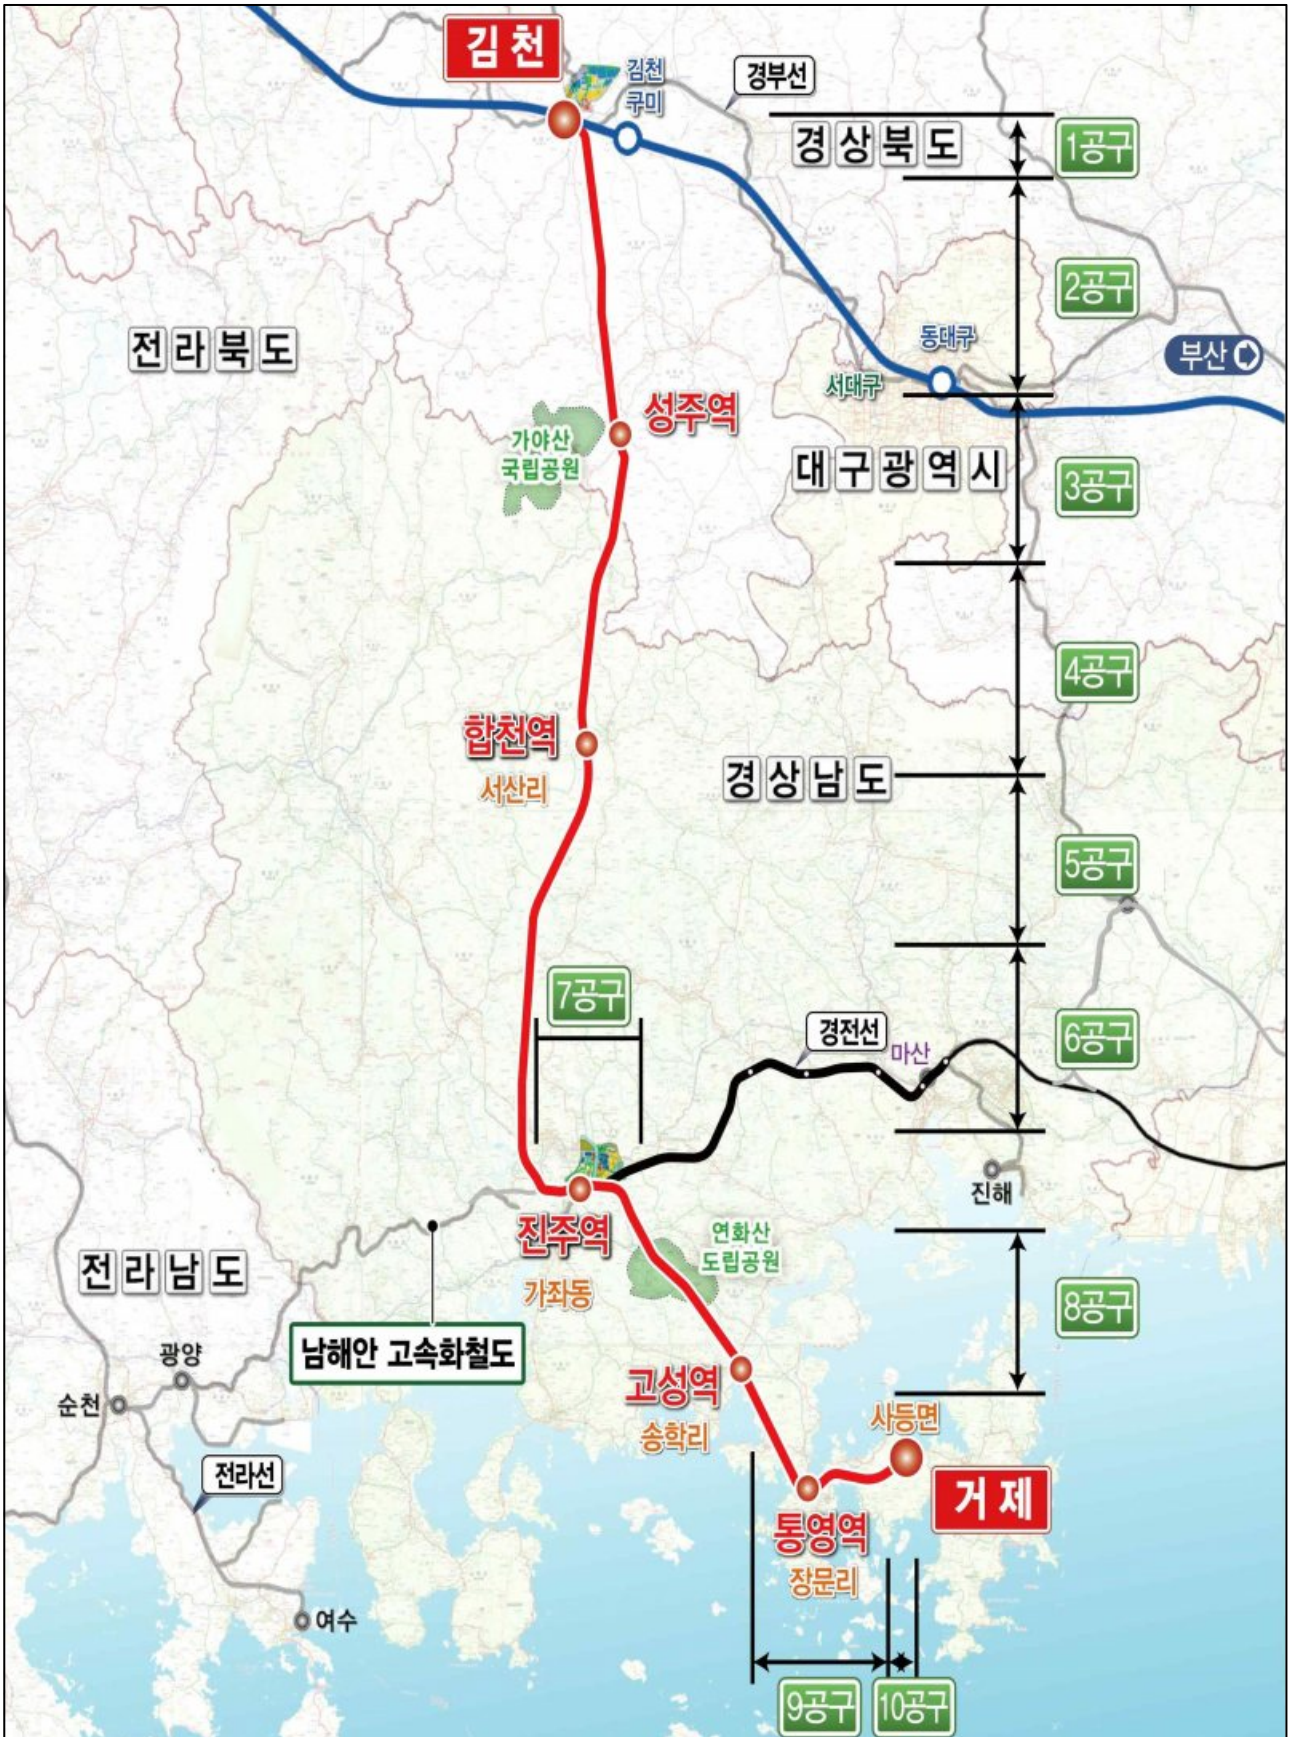 김천
김천
구미
경부선
경상북도
1공구
2공구
전라북도
동대구
부산
서대구
성주역
가야산
국립공원
대구광역시
3공구
4공구
합천역
서산리
경상남도
5공구
7공구
경전선
마산
6공구
진해
진주역
가좌동
연화산
도립공원
전라남도
8공구
남해안 고속화철도
광양
순천
고성역
송학리
사등면
전라선
거제
통영역
장문리
여수
9공구
10공구